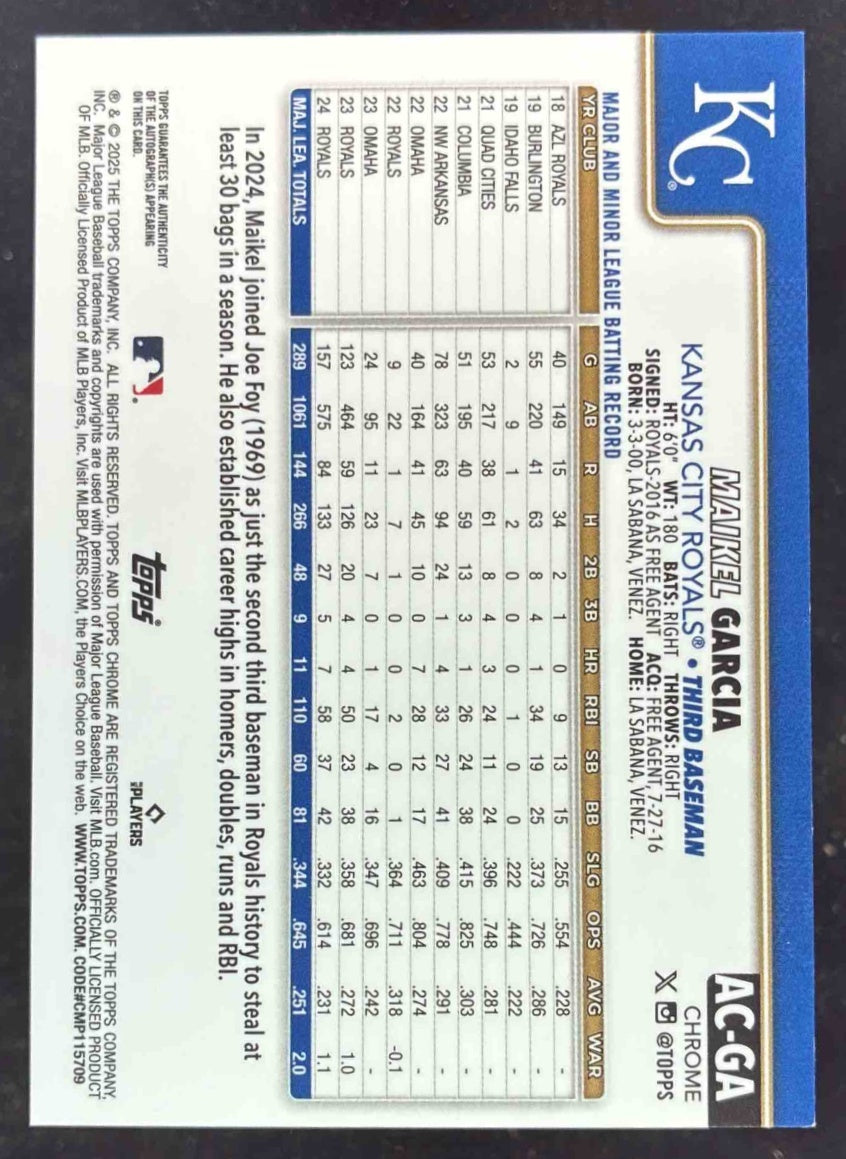 KC®
MAIKEL GARCIA
KANSAS CITY ROYALS® • THIRD BASEMAN
HT: 6'0" WT: 180 BATS: RIGHT THROWS: RIGHT
SIGNED: ROYALS-2016 AS FREE AGENT ACQ: FREE AGENT, 7-27-16
BORN: 3-3-00, LA SABANA, VENEZ. HOME: LA SABANA, VENEZ.
AC-GA
CHROME
X @TOPPS
MAJOR AND MINOR LEAGUE BATTING RECORD
YR CLUB G AB R H 2B 3B HR RBI SB BB SLG OPS AVG WAR
18 AZL ROYALS 40 149 15 34 2 1 0 9 13 15 .255 .554 .228 -
19 BURLINGTON 55 220 41 63 8 4 1 34 19 25 .373 .726 .286 -
19 IDAHO FALLS 2 9 1 2 0 0 0 1 0 0 .222 .444 .222 -
21 QUAD CITIES 53 217 38 61 8 4 3 24 11 24 .396 .748 .281 -
21 COLUMBIA 51 195 40 59 13 3 1 26 24 38 .415 .825 .303 -
22 NW ARKANSAS 78 323 63 94 24 1 4 33 27 41 .409 .778 .291 -
22 OMAHA 40 164 41 45 10 0 7 28 12 17 .463 .804 .274 -
22 ROYALS 9 22 1 7 1 0 0 2 0 1 .364 .711 .318 -0.1
23 OMAHA 24 95 11 23 7 0 1 17 4 16 .347 .696 .242 -
23 ROYALS 123 464 59 126 20 4 4 50 23 38 .358 .681 .272 1.0
24 ROYALS 157 575 84 133 27 5 7 58 37 42 .332 .614 .231 1.1
MAJ. LEA. TOTALS 289 1061 144 266 48 9 11 110 60 81 .344 .645 .251 2.0
In 2024, Maikel joined Joe Foy (1969) as just the second third baseman in Royals history to steal at
least 30 bags in a season. He also established career highs in homers, doubles, runs and RBI.
TOPPS GUARANTEES THE AUTHENTICITY
OF THE AUTOGRAPH(S) APPEARING
ON THIS CARD.
topps®
PLAYERS
® & © 2025 THE TOPPS COMPANY, INC. ALL RIGHTS RESERVED. TOPPS AND TOPPS CHROME ARE REGISTERED TRADEMARKS OF THE TOPPS COMPANY,
INC. Major League Baseball trademarks and copyrights are used with permission of Major League Baseball. Visit MLB.com. OFFICIALLY LICENSED PRODUCT
OF MLB. Officially Licensed Product of MLB Players, Inc. Visit MLBPLAYERS.COM, the Players Choice on the web. WWW.TOPPS.COM. CODE#CMP115709